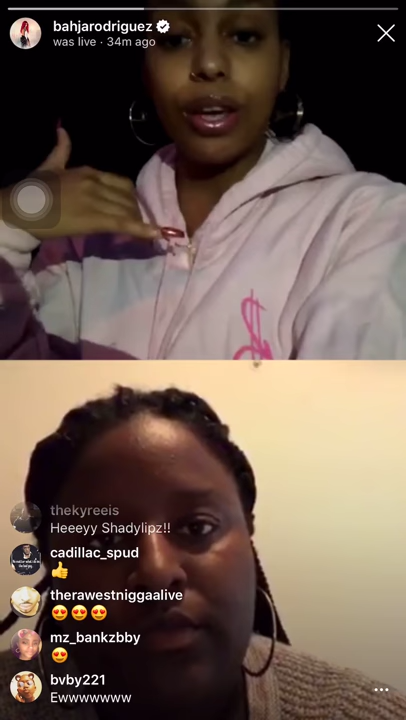 bahjarodriguez
was live · 34m ago
$
thekyreeis
Heeeyy Shadylipz!!
cadillac_spud
👍
therawestniggaalive
😍😍😍
mz_bankzbby
😍
bvby221
Ewwwwwww